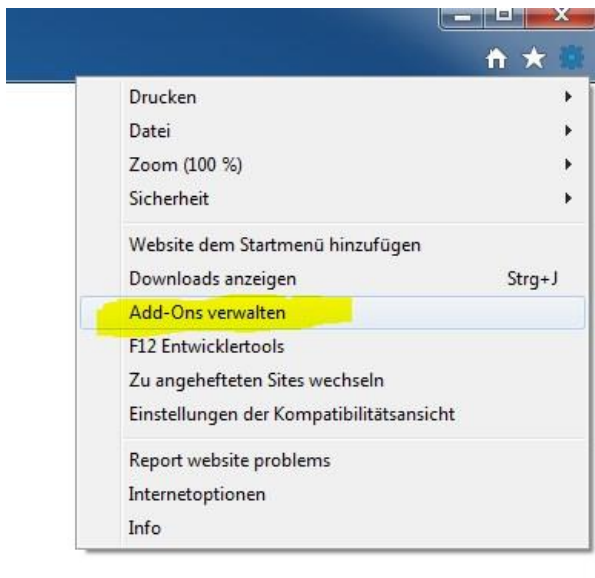 Drucken
Datei
Zoom (100 %)
Sicherheit
Website dem Startmenü hinzufügen
Downloads anzeigen Strg+J
Add-Ons verwalten
F12 Entwicklertools
Zu angehefteten Sites wechseln
Einstellungen der Kompatibilitätsansicht
Report website problems
Internetoptionen
Info